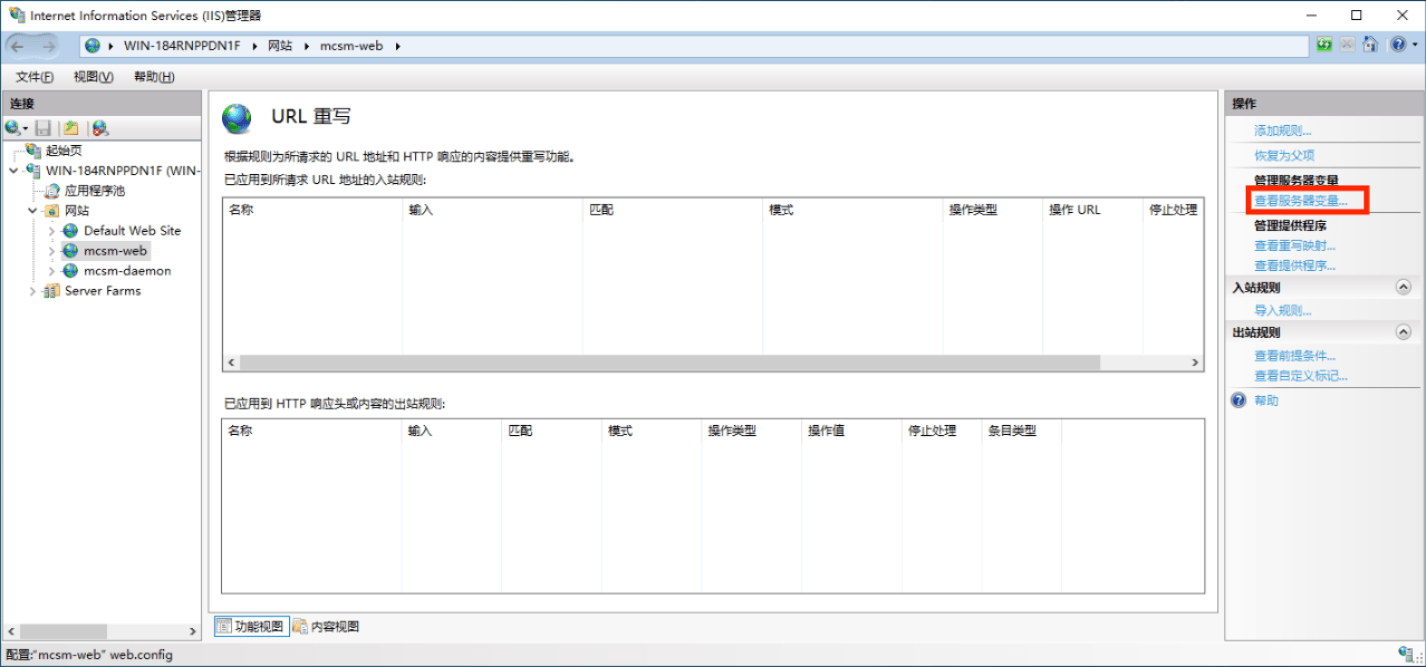 Internet Information Services (IIS)管理器
WIN-184RNPPDN1F 网站 mcsm-web
文件(F) 视图(V) 帮助(H)
连接
起始页
WIN-184RNPPDN1F (WIN-
应用程序池
网站
Default Web Site
mcsm-web
mcsm-daemon
Server Farms
URL 重写
根据规则为所请求的 URL 地址和 HTTP 响应的内容提供重写功能。
已应用到所请求 URL 地址的入站规则:
名称 输入 匹配 模式 操作类型 操作 URL 停止处理
已应用到 HTTP 响应头或内容的出站规则:
名称 输入 匹配 模式 操作类型 操作值 停止处理 条目类型
功能视图 内容视图
操作
添加规则...
恢复为父项
管理服务器变量
查看服务器变量...
管理提供程序
查看重写映射...
查看提供程序...
入站规则
导入规则...
出站规则
查看前提条件...
查看自定义标记...
帮助
配置:"mcsm-web" web.config